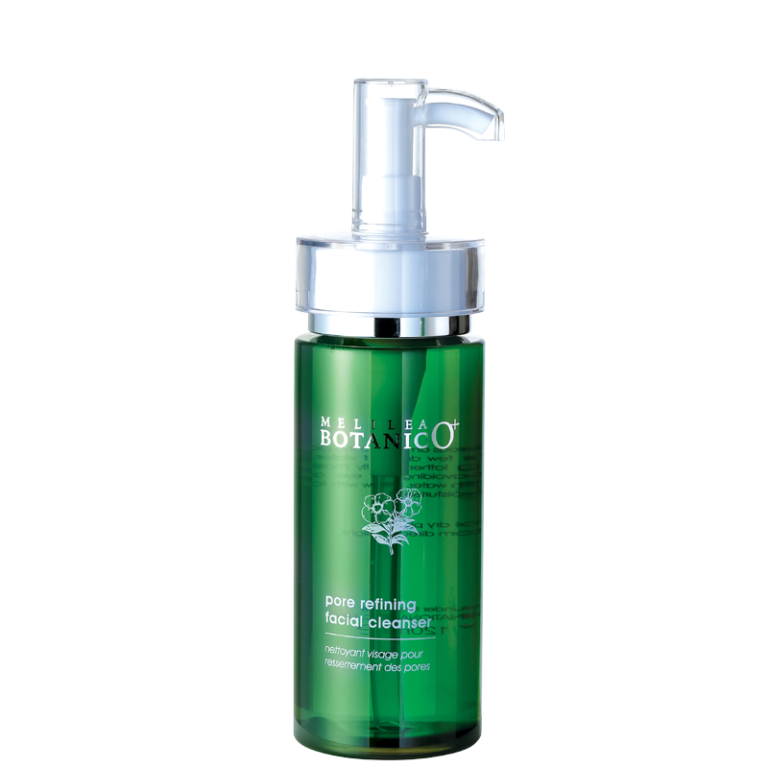 MELILEA
BOTANICO+
pore refining
facial cleanser
nettoyant visage pour
resserrement des pores